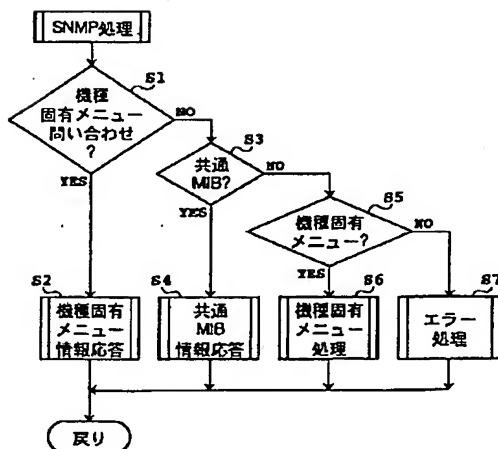 SNMP処理
S1
機種
固有メニュー
問い合わせ
?
NO
YES
S3
共通
MIB?
NO
YES
S5
機種固有
メニュー?
NO
YES
S2
機種固有
メニュー
情報応答
S4
共通
MIB
情報応答
S6
機種固有
メニュー
処理
S7
エラー
処理
戻り